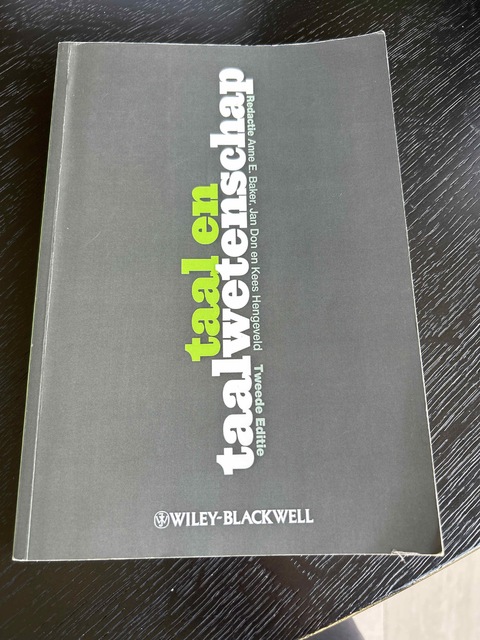 taal en
taalwetenschap
Redactie Anne E. Baker, Jan Don en Kees Hengeveld Tweede Editie
WILEY-BLACKWELL